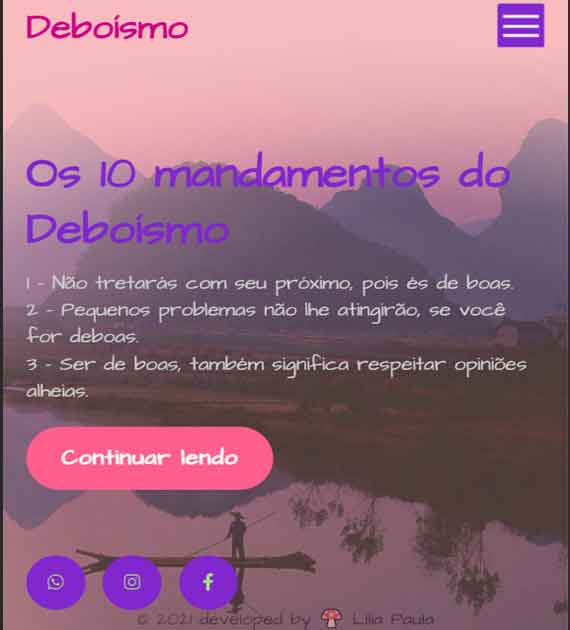 Deboísmo
Os 10 mandamentos do
Deboísmo
1 - Não tretarás com seu próximo, pois és de boas.
2 - Pequenos problemas não lhe atingirão, se você
for deboas.
3 - Ser de boas, também significa respeitar opiniões
alheias.
Continuar lendo
© 2021 developed by Lilia Paula